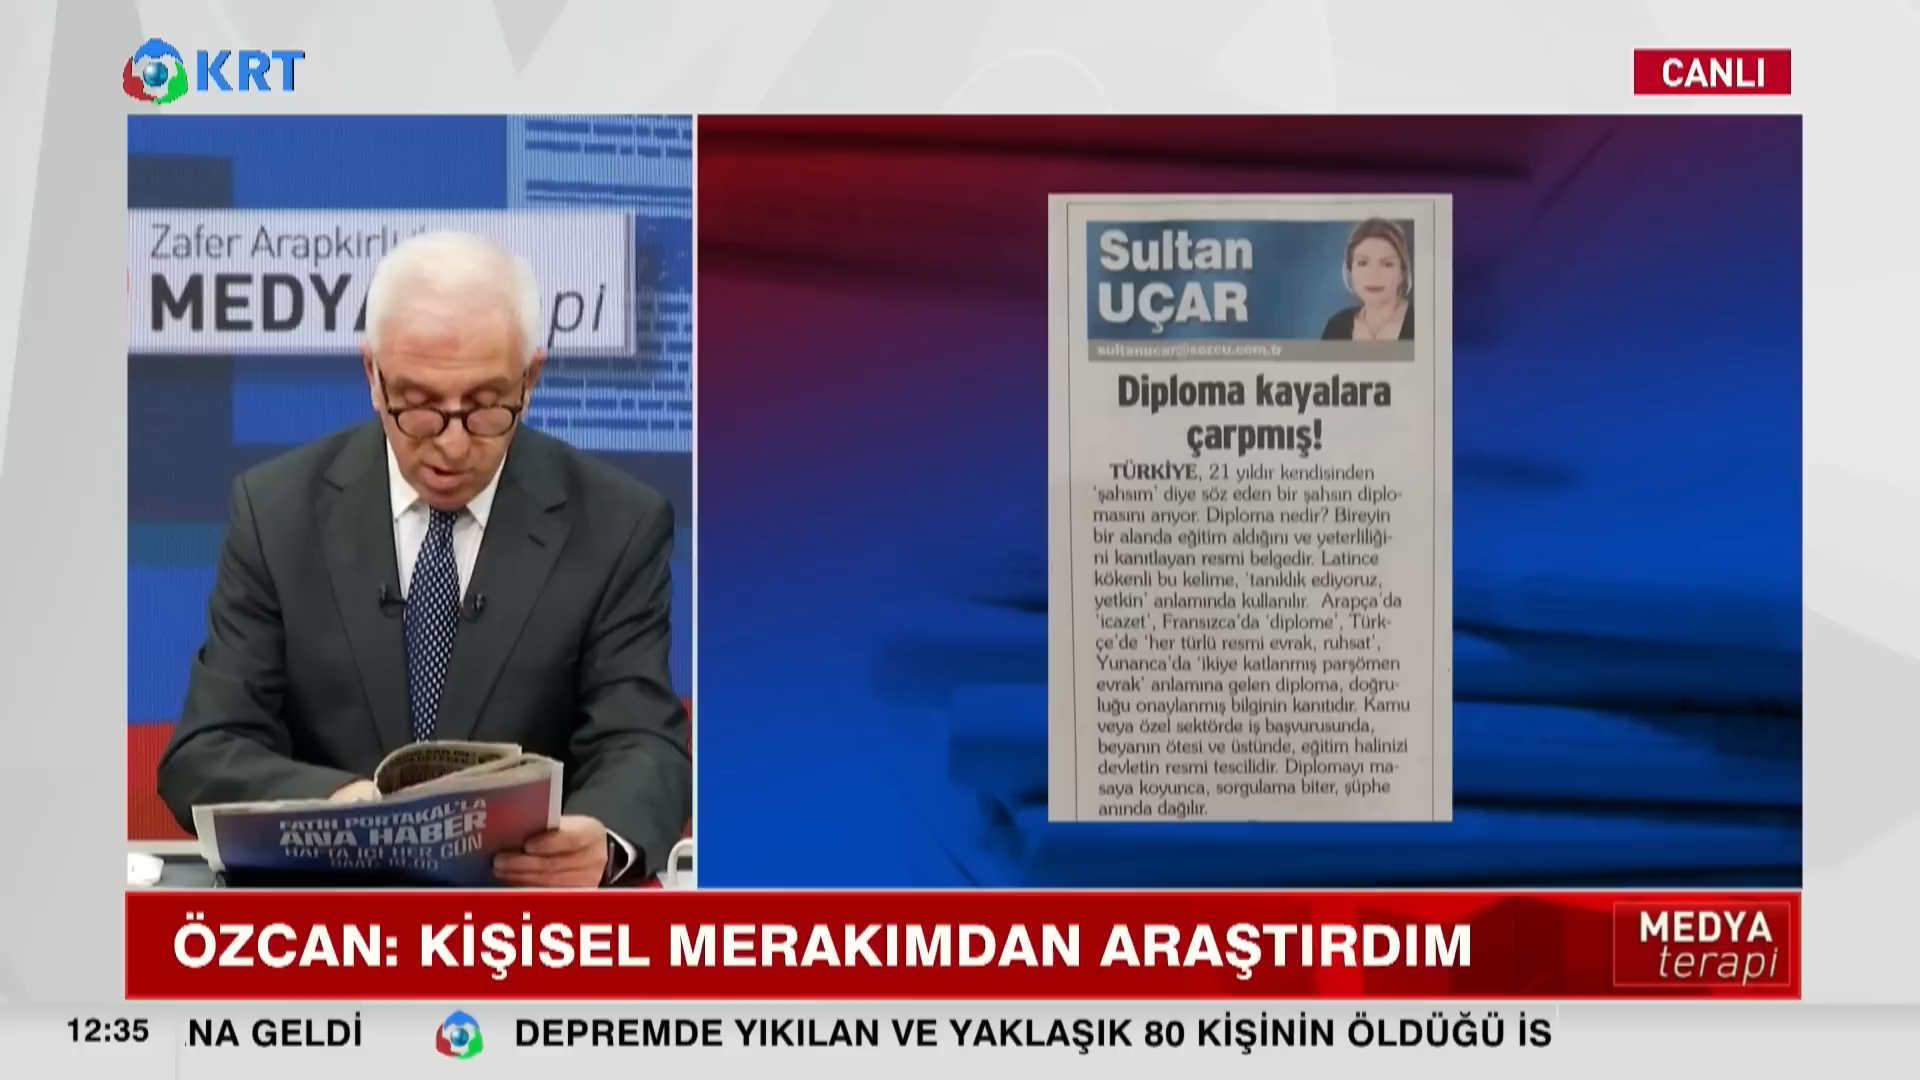 KRT
CANLI
Zafer Arapkirli
MEDYA
Sultan
UÇAR
sultanucar@sozcu.com.tr
Diploma kayalara
çarpmış!
TÜRKİYE, 21 yıldır kendisinden
'şahsım' diye söz eden bir şahsın diplo-
masını arıyor. Diploma nedir? Bireyin
bir alanda eğitim aldığını ve yeterliliği-
ni kanıtlayan resmi belgedir. Latince
kökenli bu kelime, 'tanıklık ediyoruz,
yetkin' anlamında kullanılır. Arapça'da
'icazet', Fransızca'da 'diplome', Türk-
çe'de 'her türlü resmi evrak, ruhsat',
Yunanca'da 'ikiye katlanmış parşömen
evrak' anlamına gelen diploma, doğru-
luğu onaylanmış bilginin kanıtıdır. Kamu
veya özel sektörde iş başvurusunda,
beyanın ötesi ve üstünde, eğitim halinizi
devletin resmi tescilidir. Diplomayı ma-
saya koyunca, sorgulama biter, şüphe
anında dağılır.
FATİH PORTAKAL'LA
ANA HABER
HAFTA İÇİ HER GÜN
ÖZCAN: KİŞİSEL MERAKIMDAN ARAŞTIRDIM
MEDYA
terapi
12:35 NA GELDİ DEPREMDE YIKILAN VE YAKLAŞIK 80 KİŞİNİN ÖLDÜĞÜ İS